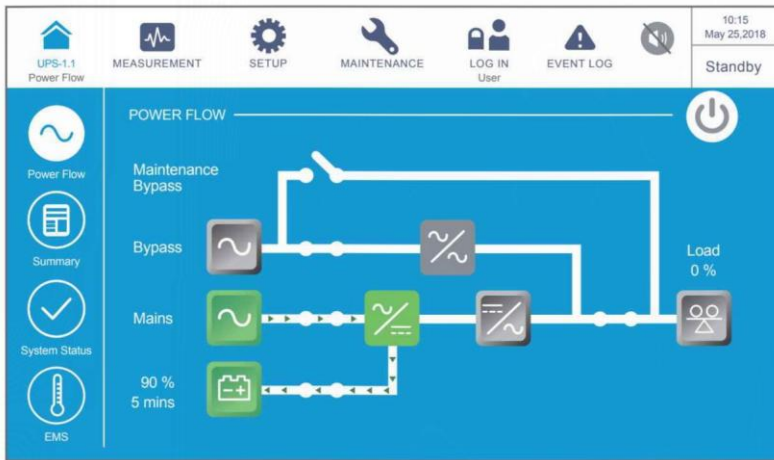 UPS-1.1
Power Flow
MEASUREMENT
SETUP
MAINTENANCE
LOG IN
User
EVENT LOG
10:15
May 25,2018
Standby
Power Flow
Summary
System Status
EMS
POWER FLOW
Maintenance
Bypass
Bypass
Mains
90 %
5 mins
Load
0 %